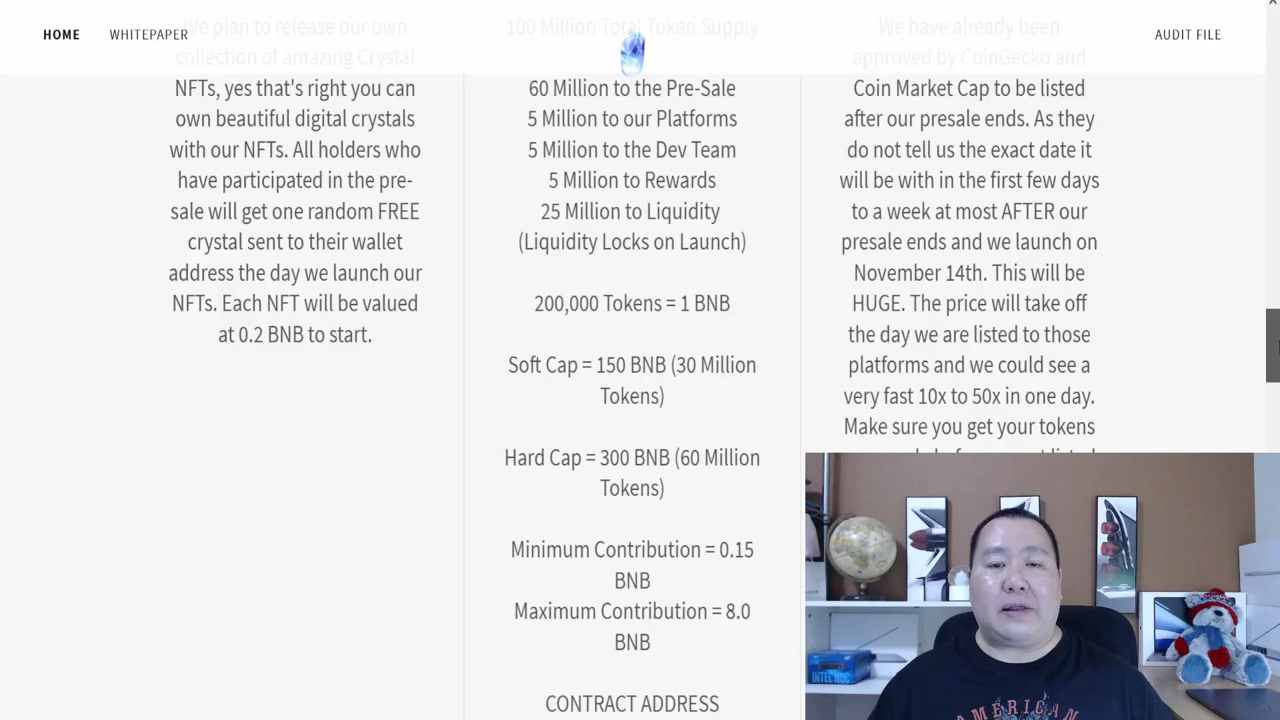 HOME
WHITEPAPER
AUDIT FILE
We plan to release our own
collection of amazing Crystal
NFTs, yes that's right you can
own beautiful digital crystals
with our NFTs. All holders who
have participated in the pre-
sale will get one random FREE
crystal sent to their wallet
address the day we launch our
NFTs. Each NFT will be valued
at 0.2 BNB to start.
100 Million Total Token Supply
60 Million to the Pre-Sale
5 Million to our Platforms
5 Million to the Dev Team
5 Million to Rewards
25 Million to Liquidity
(Liquidity Locks on Launch)
200,000 Tokens = 1 BNB
Soft Cap = 150 BNB (30 Million
Tokens)
Hard Cap = 300 BNB (60 Million
Tokens)
Minimum Contribution = 0.15
BNB
Maximum Contribution = 8.0
BNB
CONTRACT ADDRESS
We have already been
approved by CoinGecko and
Coin Market Cap to be listed
after our presale ends. As they
do not tell us the exact date it
will be with in the first few days
to a week at most AFTER our
presale ends and we launch on
November 14th. This will be
HUGE. The price will take off
the day we are listed to those
platforms and we could see a
very fast 10x to 50x in one day.
Make sure you get your tokens
INTEL NUC
AMERICAN